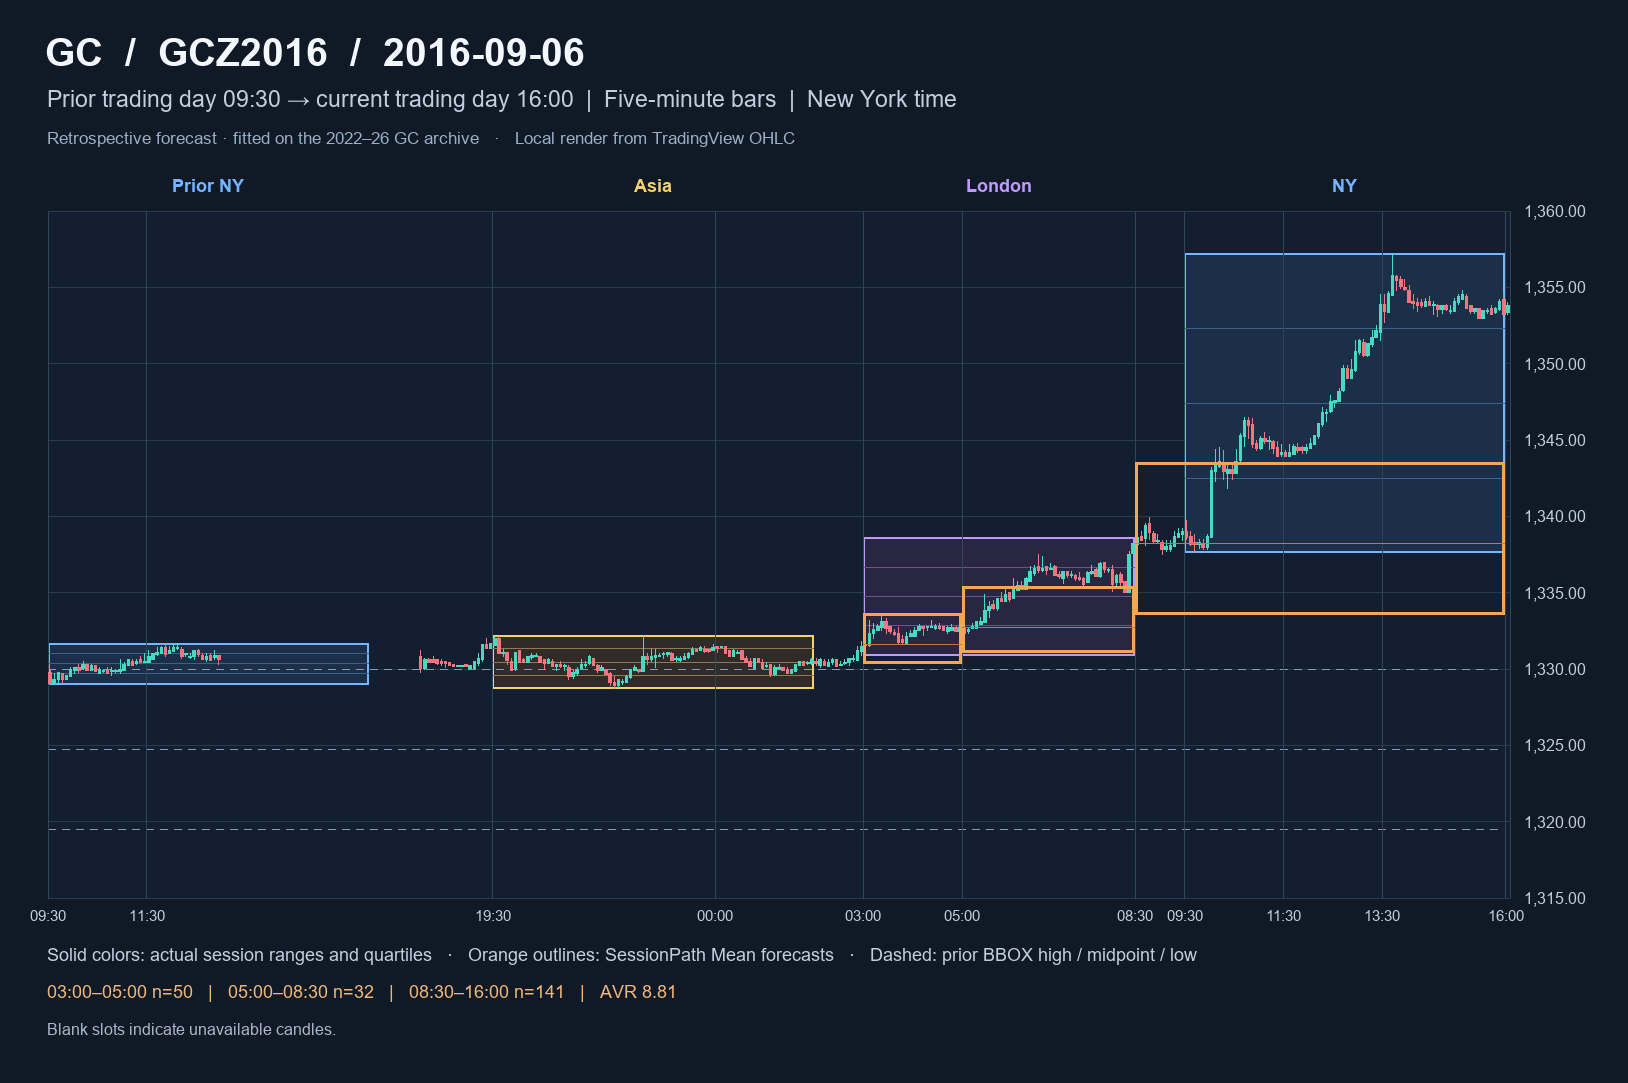 GC / GCZ2016 / 2016-09-06
Prior trading day 09:30 → current trading day 16:00 | Five-minute bars | New York time
Retrospective forecast · fitted on the 2022–26 GC archive · Local render from TradingView OHLC
Prior NY Asia London NY
1,360.00
1,355.00
1,350.00
1,345.00
1,340.00
1,335.00
1,330.00
1,325.00
1,320.00
1,315.00
09:30 11:30 19:30 00:00 03:00 05:00 08:30 09:30 11:30 13:30 16:00
Solid colors: actual session ranges and quartiles · Orange outlines: SessionPath Mean forecasts · Dashed: prior BBOX high / midpoint / low
03:00–05:00 n=50 | 05:00–08:30 n=32 | 08:30–16:00 n=141 | AVR 8.81
Blank slots indicate unavailable candles.